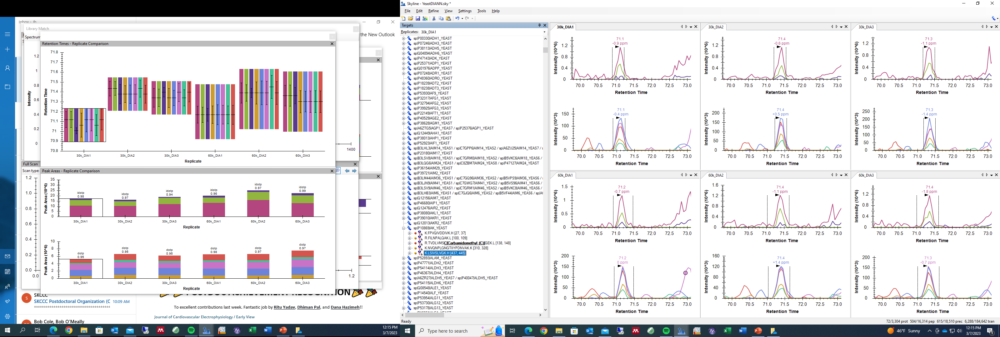 Inbox - jh
the New Outlook
Library Match
Spectrum
Retention Times - Replicate Comparison
1.2
1
0.8
0.6
0.4
0.2
0
Intensity
Retention Time
71.8
71.7
71.6
71.5
71.4
71.3
71.2
71.1
71
70.9
70.8
30k_DIA1 30k_DIA2 30k_DIA3 60k_DIA1 60k_DIA2 60k_DIA3
Replicate
1400
Full Scan
Scan type:
1.2
1.0
0.8
0.6
0.4
0.2
0.0
0.0
1.2
Peak Areas - Replicate Comparison
Peak Area (10^6)
35
30
25
20
15
10
5
0
idotp 0.98
idotp 0.97
idotp 0.94
idotp 0.96
idotp 0.97
idotp 0.99
30k_DIA1 30k_DIA2 30k_DIA3 60k_DIA1 60k_DIA2 60k_DIA3
Replicate
Peak Area (10^6)
10
8
6
4
2
0
dotp 0.95
dotp 0.95
dotp 0.95
dotp 0.98
dotp 0.96
dotp 0.97
30k_DIA1 30k_DIA2 30k_DIA3 60k_DIA1 60k_DIA2 60k_DIA3
Replicate
S
SKCCC
SKCCC Postdoctoral Organization (C 10:09 AM
Bob Cole, Bob O'Meally
To excellent contributions last week. Fantastic job by Ritu Yadav, Dhiman Pal, and Dana Hazimeh!!
Journal of Cardiovascular Electrophysiology / Early View
12:15 PM
3/7/2023
Skyline - YeastDIANN.sky *
File Edit Refine View Settings Tools Help
Targets
Replicates: 30k_DIA1
sp|P00330|ADH1_YEAST
sp|P07246|ADH3_YEAST
sp|P38113|ADH5_YEAST
sp|Q04894|ADH6_YEAST
sp|P47143|ADK_YEAST
sp|P25371|ADP1_YEAST
sp|Q01976|ADPP_YEAST
sp|P07248|ADR1_YEAST
sp|P48360|ADRO_YEAST
sp|P18239|ADT2_YEAST
sp|P18238|ADT3_YEAST
sp|P53930|AF9_YEAST
sp|P32317|AFG1_YEAST
sp|P32794|AFG2_YEAST
sp|P39925|AFG3_YEAST
sp|P22149|AFT1_YEAST
sp|P40529|AGE2_YEAST
sp|P38628|AGM1_YEAST
sp|A6ZTG5|AGP1_YEAS7 / sp|P25376|AGP1_YEAST
sp|Q12449|AHA1_YEAST
sp|P38013|AHP1_YEAST
sp|P52923|AIF1_YEAST
sp|B3LHL3|AIM14_YEAS1 / sp|C7GPP6|AIM14_YEAS2 / sp|A6ZU25|AIM14_YEAS7 / s
sp|P23180|AIM17_YEAST
sp|B3LSV8|AIM18_YEAS1 / sp|C7GRM0|AIM18_YEAS2 / sp|B5VKC6|AIM18_YEAS6 /
sp|B3LQG6|AIM24_YEAS1 / sp|C8ZBM7|AIM24_YEAS8 / sp|P47127|AIM24_YEAST
sp|P36154|AIM29_YEAST
sp|P39721|AIM2_YEAST
sp|B3LM44|AIM36_YEAS1 / sp|C7GQ96|AIM36_YEAS2 / sp|B5VPS9|AIM36_YEAS6 / s
sp|B3LJN9|AIM41_YEAS1 / sp|C7GWG7|AIM41_YEAS2 / sp|B5VS96|AIM41_YEAS6 /
sp|B3LSV9|AIM46_YEAS1 / sp|C7GRM1|AIM46_YEAS2 / sp|B5VKC8|AIM46_YEAS6 /
sp|B3LHB3|AIM6_YEAS1 / sp|C7GJQ6|AIM6_YEAS2 / sp|B5VF44|AIM6_YEAS6 /
sp|Q12156|AIM7_YEAST
sp|P46680|AIP1_YEAST
sp|Q12476|AIR2_YEAST
sp|P38080|AKL1_YEAST
sp|P39010|AKR1_YEAST
sp|Q12013|AKR2_YEAST
sp|P10869|AK_YEAST
K.FPVQIVDDIVK.H [27, 37]
R.FILNPALQAK.L [100, 109]
R.TVDLVMSC[Carbamidomethyl (C)]GEK.L [138, 148]
K.NVQNPLGNGTIIYPDNVAK.K [310, 328]
K.LSIVSLVGK.H [437, 445]
sp|P52893|ALAM_YEAST
sp|P47771|ALDH2_YEAST
sp|P54114|ALDH3_YEAST
sp|P46367|ALDH4_YEAST
sp|A6ZR27|ALDH5_YEAS7 / sp|P40047|ALDH5_YEAST
sp|P54115|ALDH6_YEAST
sp|Q08548|ALE1_YEAST
sp|P14540|ALF_YEAST
sp|P53954|ALG11_YEAST
sp|P53730|ALG12_YEAST
sp|P53178|ALG13_YEAST
Ready
30k_DIA1
Intensity (10^6)
1.2
0.8
0.4
0
71.1
-0.9 ppm
70.0 70.5 71.0 71.5 72.0 72.5 73.0
Retention Time
Intensity (10^3)
150
100
50
0
71.1
-0.4 ppm
70.0 70.5 71.0 71.5 72.0 72.5 73.0
Retention Time
30k_DIA2
Intensity (10^6)
1.2
0.8
0.4
0
71.4
-0.6 ppm
70.0 70.5 71.0 71.5 72.0 72.5 73.0
Retention Time
Intensity (10^3)
200
150
100
50
0
71.4
+0.5 ppm
70.0 70.5 71.0 71.5 72.0 72.5 73.0
Retention Time
30k_DIA3
Intensity (10^6)
1.2
0.8
0.4
0
71.3
-1.1 ppm
70.0 70.5 71.0 71.5 72.0 72.5 73.0
Retention Time
Intensity (10^3)
250
200
150
100
50
0
71.3
-1.4 ppm
70.0 70.5 71.0 71.5 72.0 72.5 73.0
Retention Time
60k_DIA1
Intensity (10^6)
1.5
1
0.5
0
71.2
-0.7 ppm
70.0 70.5 71.0 71.5 72.0 72.5 73.0
Retention Time
Intensity (10^3)
200
150
100
50
0
71.2
0 ppm
70.0 70.5 71.0 71.5 72.0 72.5 73.0
Retention Time
60k_DIA2
Intensity (10^6)
1.6
1.2
0.8
0.4
0
71.4
-1.1 ppm
70.0 70.5 71.0 71.5 72.0 72.5 73.0
Retention Time
Intensity (10^3)
160
120
80
40
0
71.4
+1.4 ppm
70.0 70.5 71.0 71.5 72.0 72.5 73.0
Retention Time
60k_DIA3
Intensity (10^6)
1.2
0.8
0.4
0
71.4
-1.8 ppm
70.0 70.5 71.0 71.5 72.0 72.5 73.0
Retention Time
Intensity (10^3)
200
150
100
50
0
71.3
-0.7 ppm
70.0 70.5 71.0 71.5 72.0 72.5 73.0
Retention Time
72/3,304 prot 504/16,314 pep 615/18,510 prec 6,288/184,642 tran
Type here to search
46°F Sunny
12:15 PM
3/7/2023